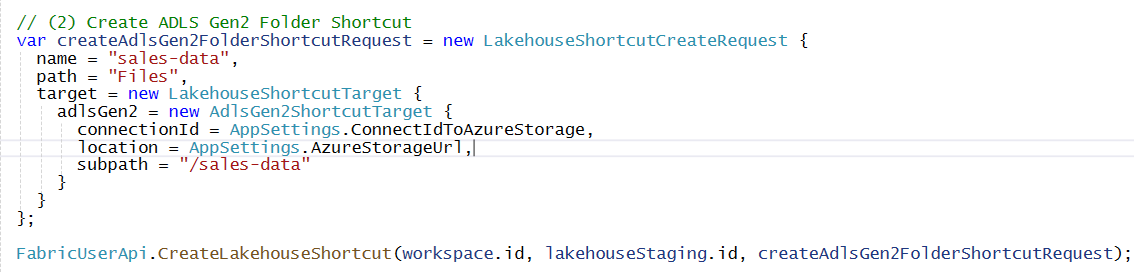 // (2) Create ADLS Gen2 Folder Shortcut
var createAdlsGen2FolderShortcutRequest = new LakehouseShortcutCreateRequest {
  name = "sales-data",
  path = "Files",
  target = new LakehouseShortcutTarget {
    adlsGen2 = new AdlsGen2ShortcutTarget {
      connectionId = AppSettings.ConnectIdToAzureStorage,
      location = AppSettings.AzureStorageUrl,
      subpath = "/sales-data"
    }
  }
};
FabricUserApi.CreateLakehouseShortcut(workspace.id, lakehouseStaging.id, createAdlsGen2FolderShortcutRequest);